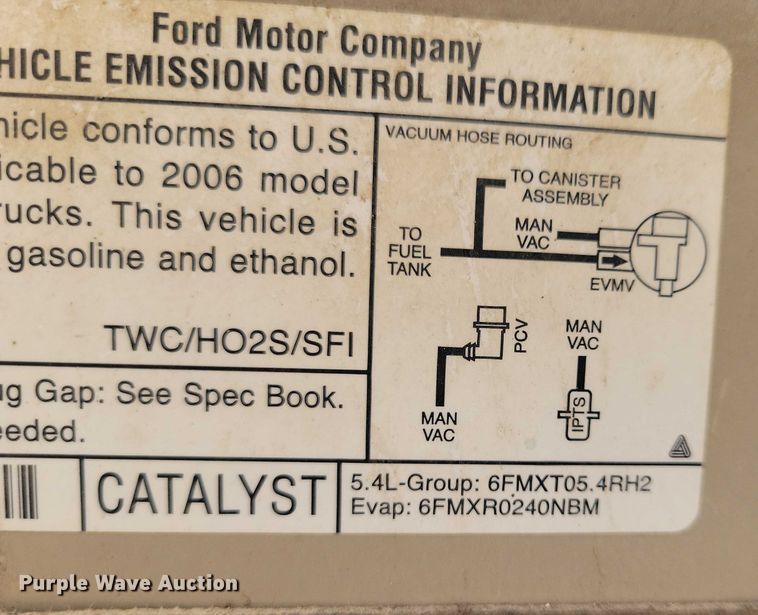 Ford Motor Company
HICLE EMISSION CONTROL INFORMATION
nicle conforms to U.S.
icable to 2006 model
rucks. This vehicle is
gasoline and ethanol.
TWC/HO2S/SFI
ug Gap: See Spec Book.
eeded.
VACUUM HOSE ROUTING
TO CANISTER
ASSEMBLY
MAN
VAC
TO
FUEL
TANK
EVMV
PCV
MAN
VAC
MAN
VAC
IPTS
CATALYST
5.4L-Group: 6FMXT05.4RH2
Evap: 6FMXR0240NBM
Purple Wave Auction